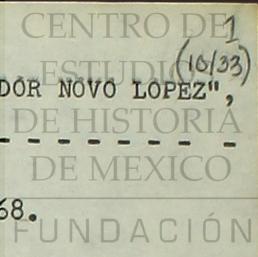 1
CENTRO DE
ESTUDIOS
(10/33)
DOR NOVO LOPEZ",
DE HISTORIA
- - - - - - - -
DE MEXICO
68.
FUNDACIÓN